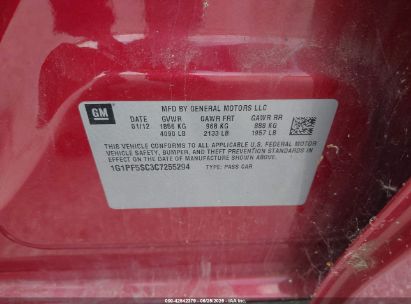 GM
MFD BY GENERAL MOTORS LLC
DATE GVWR GAWR FRT GAWR RR
01/12 1856 KG 968 KG 888 KG
4090 LB 2133 LB 1957 LB
THIS VEHICLE CONFORMS TO ALL APPLICABLE U.S. FEDERAL MOTOR
VEHICLE SAFETY, BUMPER, AND THEFT PREVENTION STANDARDS IN
EFFECT ON THE DATE OF MANUFACTURE SHOWN ABOVE.
1G1PF5SC3C7255294 TYPE: PASS CAR